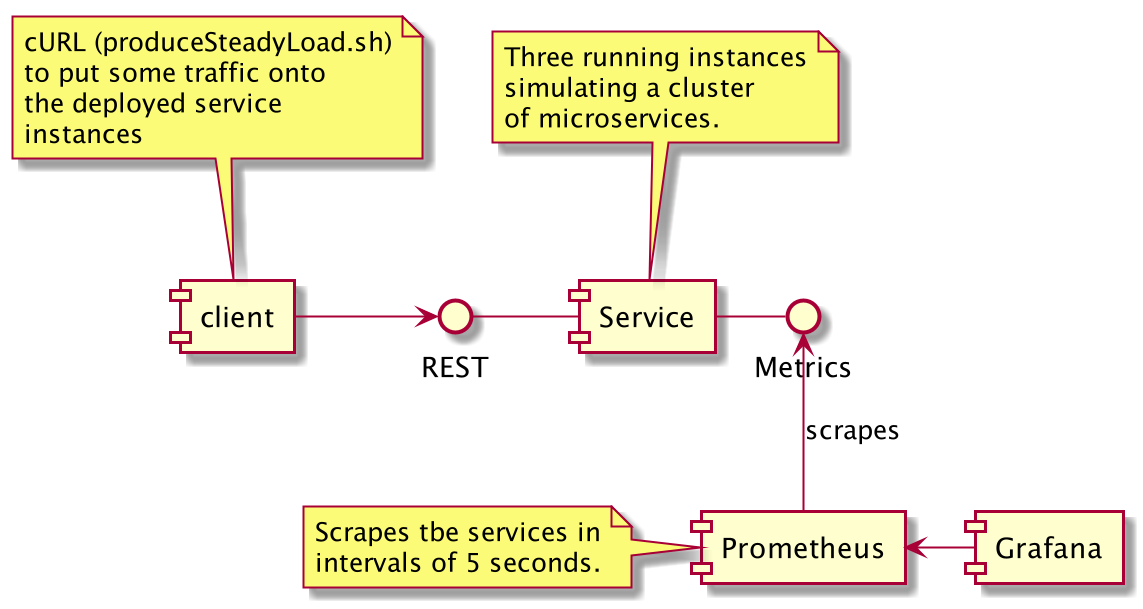 cURL (produceSteadyLoad.sh)
to put some traffic onto
the deployed service
instances
Three running instances
simulating a cluster
of microservices.
client
REST
Service
Metrics
scrapes
Scrapes tbe services in
intervals of 5 seconds.
Prometheus
Grafana